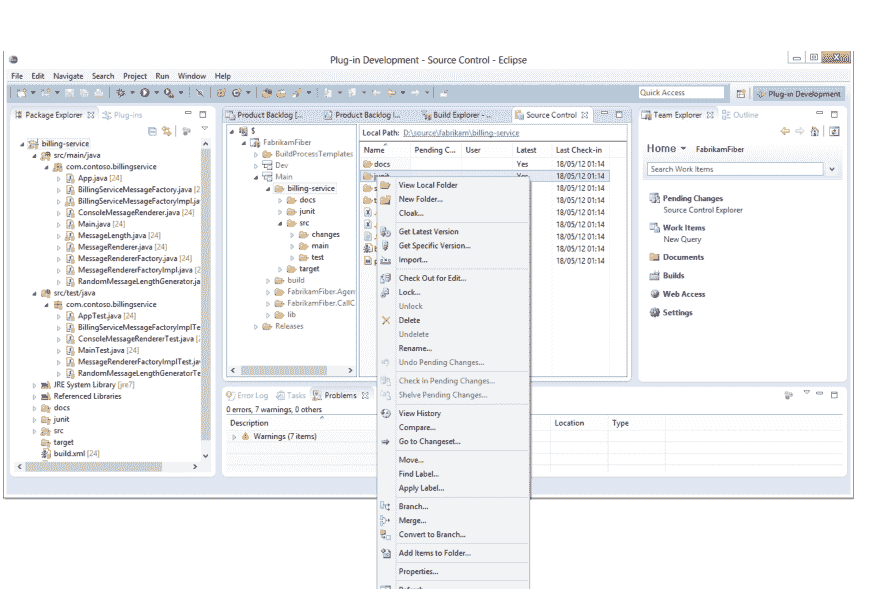 Plug-in Development - Source Control - Eclipse
File Edit Navigate Search Project Run Window Help
Quick Access
Plug-in Development
Package Explorer
Plug-ins
billing-service
src/main/java
com.contoso.billingservice
App.java [24]
BillingServiceMessageFactory.java [2
BillingServiceMessageFactoryImpl.ja
ConsoleMessageRenderer.java [24]
Main.java [24]
MessageLength.java [24]
MessageRenderer.java [24]
MessageRendererFactory.java [24]
MessageRendererFactoryImpl.java [2
RandomMessageLengthGenerator.ja
src/test/java
com.contoso.billingservice
AppTest.java [24]
BillingServiceMessageFactoryImplTe
ConsoleMessageRendererTest.java [
MainTest.java [24]
MessageRendererFactoryImplTest.ja
RandomMessageLengthGeneratorTe
JRE System Library [jre7]
Referenced Libraries
docs
junit
src
target
build.xml [24]
Product Backlog [...
Product Backlog I...
Build Explorer - ...
Source Control
$
FabrikamFiber
BuildProcessTemplates
Dev
Main
billing-service
docs
junit
src
changes
main
test
target
build
FabrikamFiber.Agen
FabrikamFiber.CallC
lib
Releases
Local Path: D:\source\fabrikam\billing-service
Name Pending C... User Latest Last Check-in
docs Yes 18/05/12 01:14
junit Yes 18/05/12 01:14
18/05/12 01:14
18/05/12 01:14
18/05/12 01:14
18/05/12 01:14
18/05/12 01:14
18/05/12 01:14
18/05/12 01:14
View Local Folder
New Folder...
Cloak...
Get Latest Version
Get Specific Version...
Import...
Check Out for Edit...
Lock...
Unlock
Delete
Undelete
Rename...
Undo Pending Changes...
Check in Pending Changes...
Shelve Pending Changes...
View History
Compare...
Go to Changeset...
Move...
Find Label...
Apply Label...
Branch...
Merge...
Convert to Branch...
Add Items to Folder...
Properties...
Refresh
Error Log
Tasks
Problems
0 errors, 7 warnings, 0 others
Description Location Type
Warnings (7 items)
Team Explorer
Outline
Home FabrikamFiber
Search Work Items
Pending Changes
Source Control Explorer
Work Items
New Query
Documents
Builds
Web Access
Settings